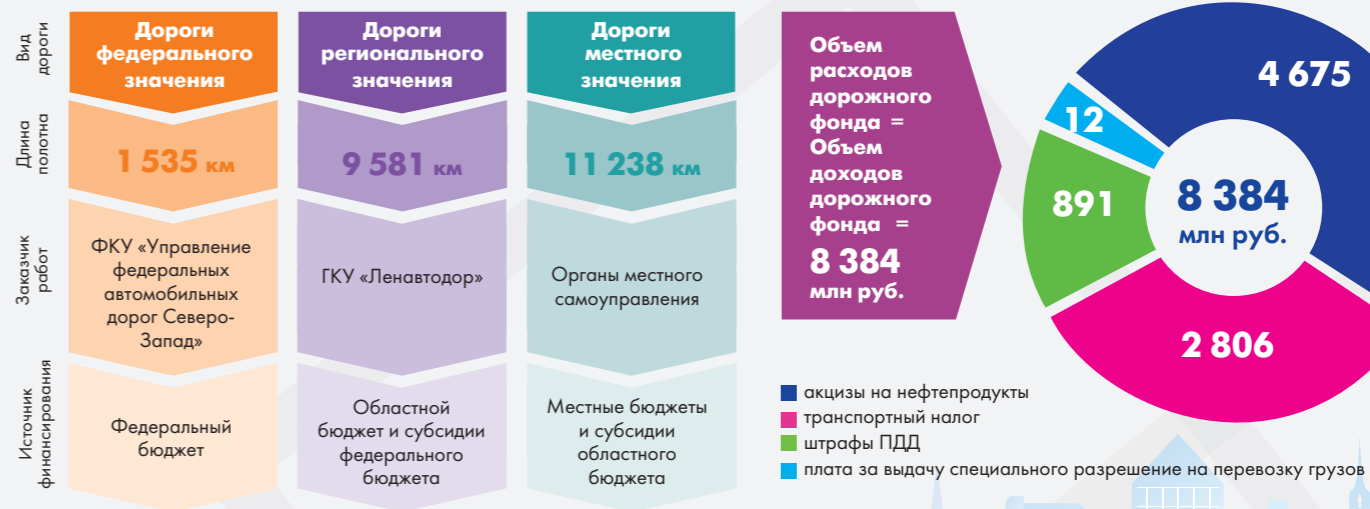 Вид
дороги
Дороги
федерального
значения
Дороги
регионального
значения
Дороги
местного
значения
Длина
полотна
1 535 км
9 581 км
11 238 км
Заказчик
работ
ФКУ «Управление
федеральных
автомобильных
дорог Северо-
Запад»
ГКУ «Ленавтодор»
Органы местного
самоуправления
Источник
финансирования
Федеральный
бюджет
Областной
бюджет и субсидии
федерального
бюджета
Местные бюджеты
и субсидии
областного
бюджета
Объем
расходов
дорожного
фонда =
Объем
доходов
дорожного
фонда =
8 384
млн руб.
4 675
12
891
8 384
млн руб.
2 806
акцизы на нефтепродукты
транспортный налог
штрафы ПДД
плата за выдачу специального разрешение на перевозку грузов